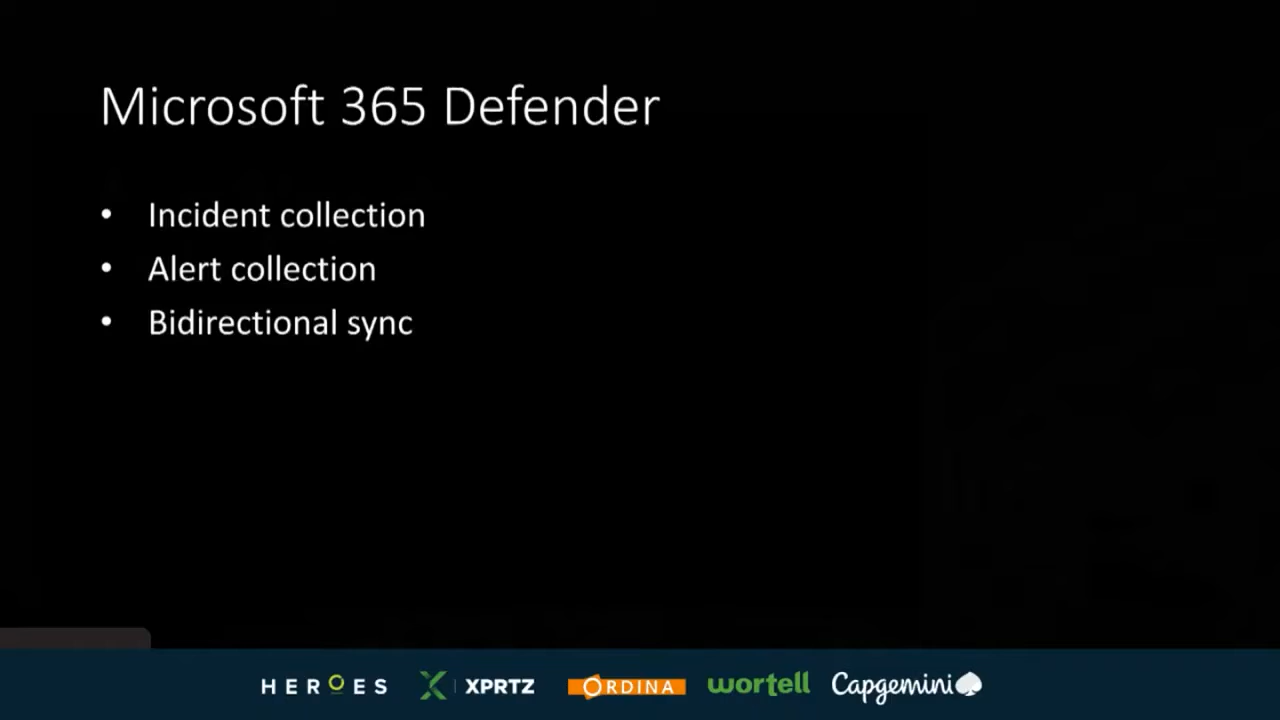 Microsoft 365 Defender
• Incident collection
• Alert collection
• Bidirectional sync
HEROES XPRTZ ORDINA wortell Capgemini